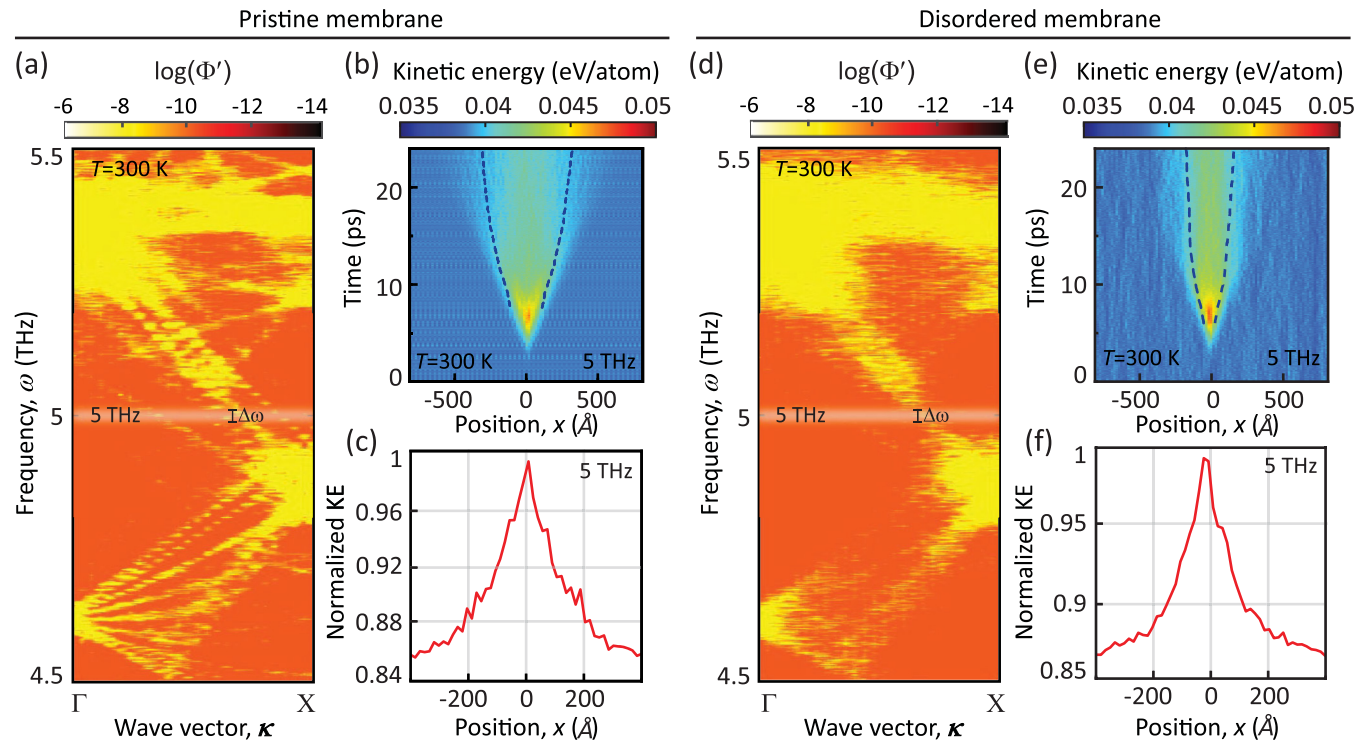 Pristine membrane
Disordered membrane
(a)
log(Φ′)
-6 -8 -10 -12 -14
5.5
T=300 K
5 THz
Δω
5
4.5
Frequency, ω (THz)
Γ X
Wave vector, κ
(b)
Kinetic energy (eV/atom)
0.035 0.04 0.045 0.05
20
10
0
Time (ps)
T=300 K 5 THz
-500 0 500
Position, x (Å)
(c)
1
0.96
0.92
0.88
0.84
Normalized KE
5 THz
-200 0 200
Position, x (Å)
(d)
log(Φ′)
-6 -8 -10 -12 -14
5.5
T=300 K
5 THz
Δω
5
4.5
Frequency, ω (THz)
Γ X
Wave vector, κ
(e)
Kinetic energy (eV/atom)
0.035 0.04 0.045 0.05
20
10
0
Time (ps)
T=300 K 5 THz
-500 0 500
Position, x (Å)
(f)
1
0.95
0.9
0.85
Normalized KE
5 THz
-200 0 200
Position, x (Å)